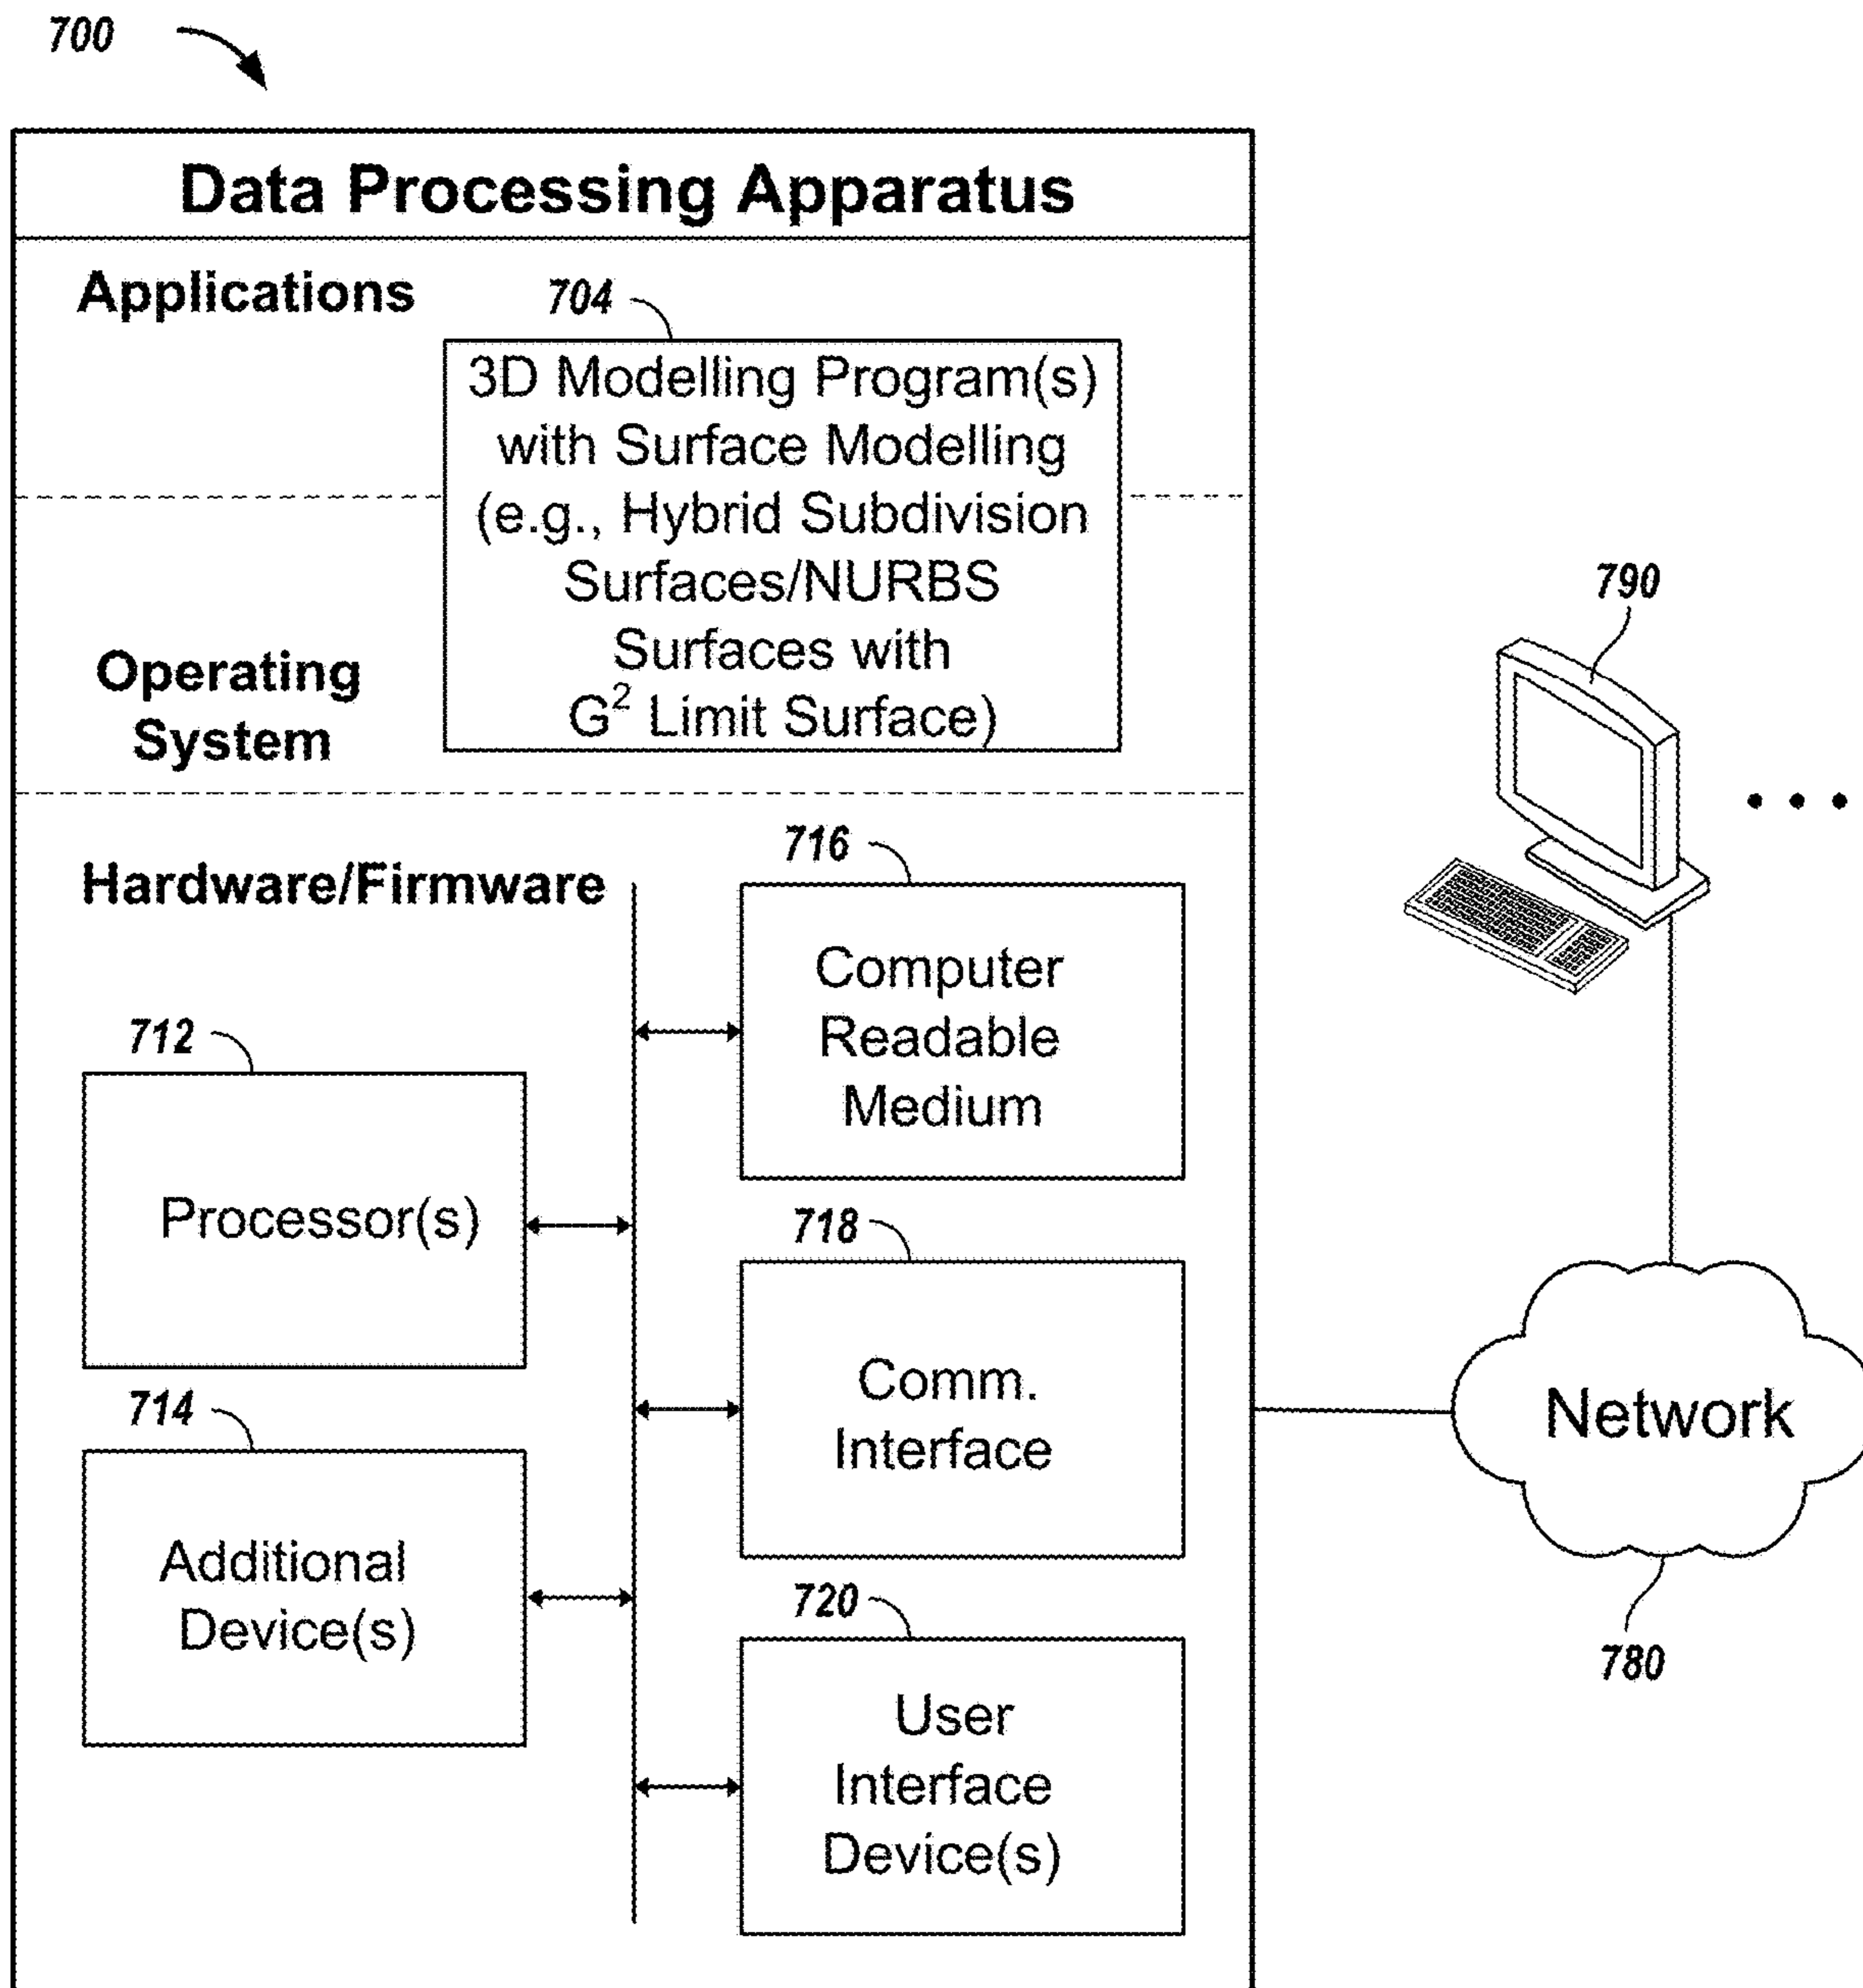 700
Data Processing Apparatus
Applications
704
3D Modelling Program(s)
with Surface Modelling
(e.g., Hybrid Subdivision
Surfaces/NURBS
Surfaces with
G² Limit Surface)
Operating
System
790
Hardware/Firmware
716
Computer
Readable
Medium
712
Processor(s)
718
Comm.
Interface
Network
780
714
Additional
Device(s)
720
User
Interface
Device(s)